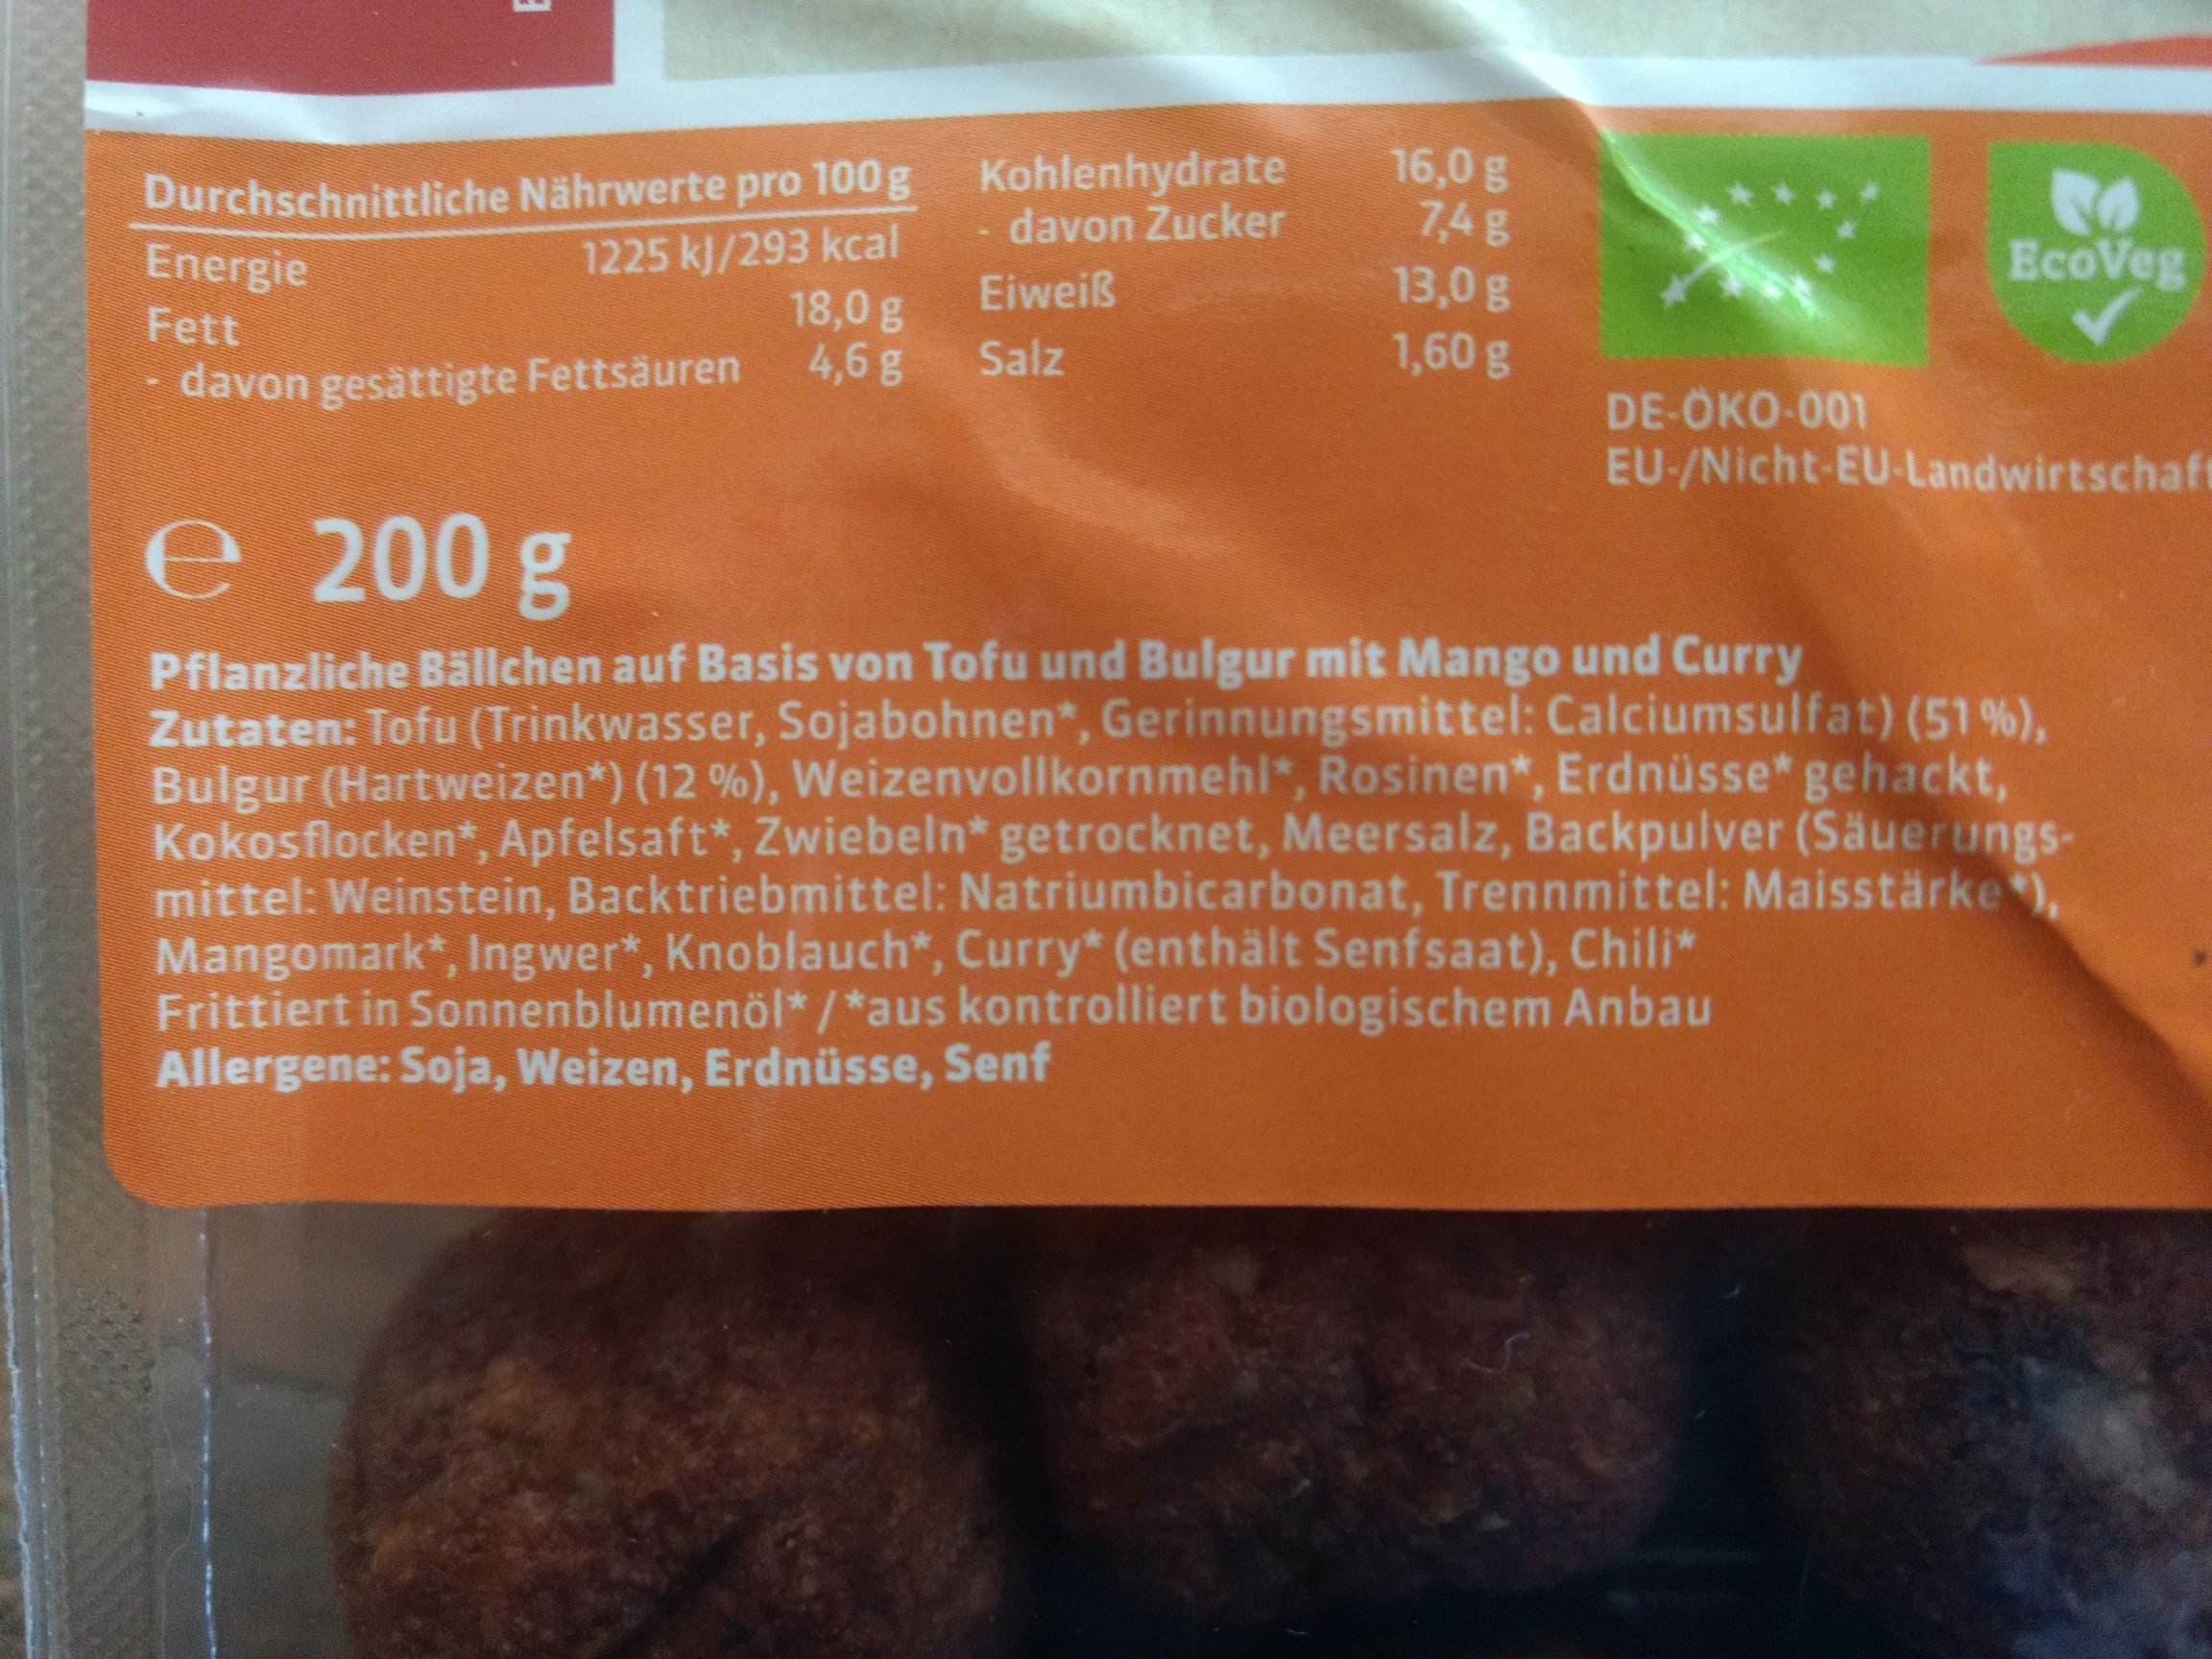 Durchschnittliche Nährwerte pro 100 g
Energie 1225 kJ/293 kcal
Fett 18,0 g
- davon gesättigte Fettsäuren 4,6 g
Kohlenhydrate 16,0 g
- davon Zucker 7,4 g
Eiweiß 13,0 g
Salz 1,60 g
EcoVeg
DE-ÖKO-001
EU-/Nicht-EU-Landwirtschaft
e 200 g
Pflanzliche Bällchen auf Basis von Tofu und Bulgur mit Mango und Curry
Zutaten: Tofu (Trinkwasser, Sojabohnen*, Gerinnungsmittel: Calciumsulfat) (51 %),
Bulgur (Hartweizen*) (12 %), Weizenvollkornmehl*, Rosinen*, Erdnüsse* gehackt,
Kokosflocken*, Apfelsaft*, Zwiebeln* getrocknet, Meersalz, Backpulver (Säuerungs-
mittel: Weinstein, Backtriebmittel: Natriumbicarbonat, Trennmittel: Maisstärke*),
Mangomark*, Ingwer*, Knoblauch*, Curry* (enthält Senfsaat), Chili*
Frittiert in Sonnenblumenöl* / *aus kontrolliert biologischem Anbau
Allergene: Soja, Weizen, Erdnüsse, Senf